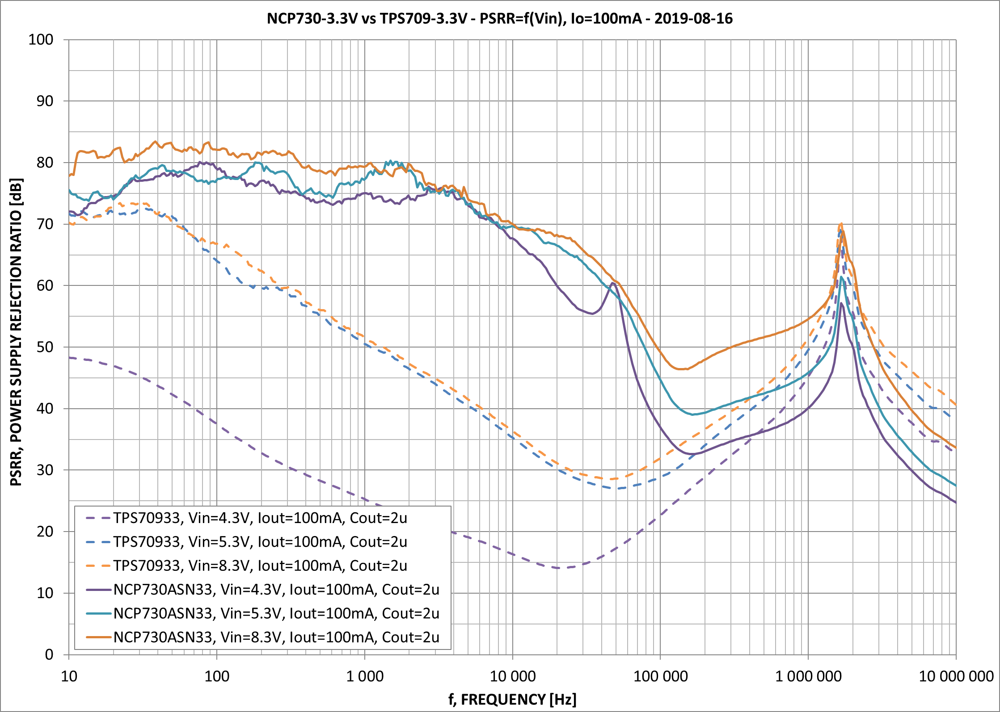 NCP730-3.3V vs TPS709-3.3V - PSRR=f(Vin), Io=100mA - 2019-08-16
PSRR, POWER SUPPLY REJECTION RATIO [dB]
100
90
80
70
60
50
40
30
20
10
0
TPS70933, Vin=4.3V, Iout=100mA, Cout=2u
TPS70933, Vin=5.3V, Iout=100mA, Cout=2u
TPS70933, Vin=8.3V, Iout=100mA, Cout=2u
NCP730ASN33, Vin=4.3V, Iout=100mA, Cout=2u
NCP730ASN33, Vin=5.3V, Iout=100mA, Cout=2u
NCP730ASN33, Vin=8.3V, Iout=100mA, Cout=2u
10 100 1 000 10 000 100 000 1 000 000 10 000 000
f, FREQUENCY [Hz]